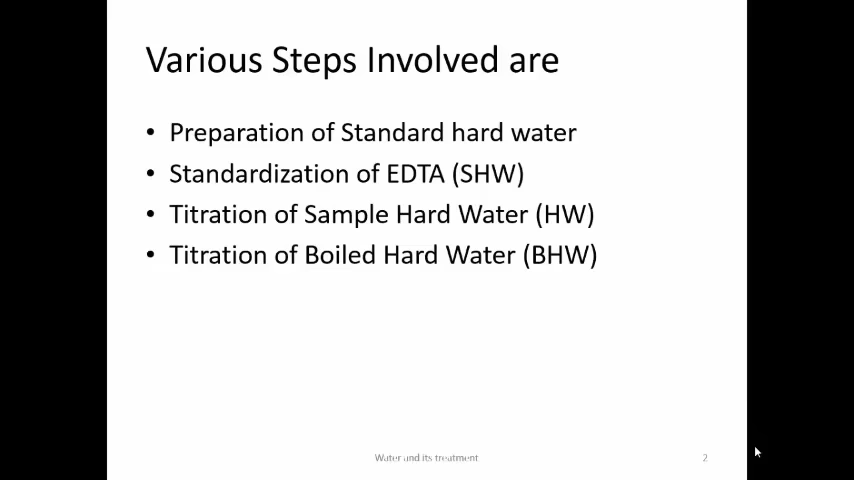 Various Steps Involved are
• Preparation of Standard hard water
• Standardization of EDTA (SHW)
• Titration of Sample Hard Water (HW)
• Titration of Boiled Hard Water (BHW)
Water and its treatment
2